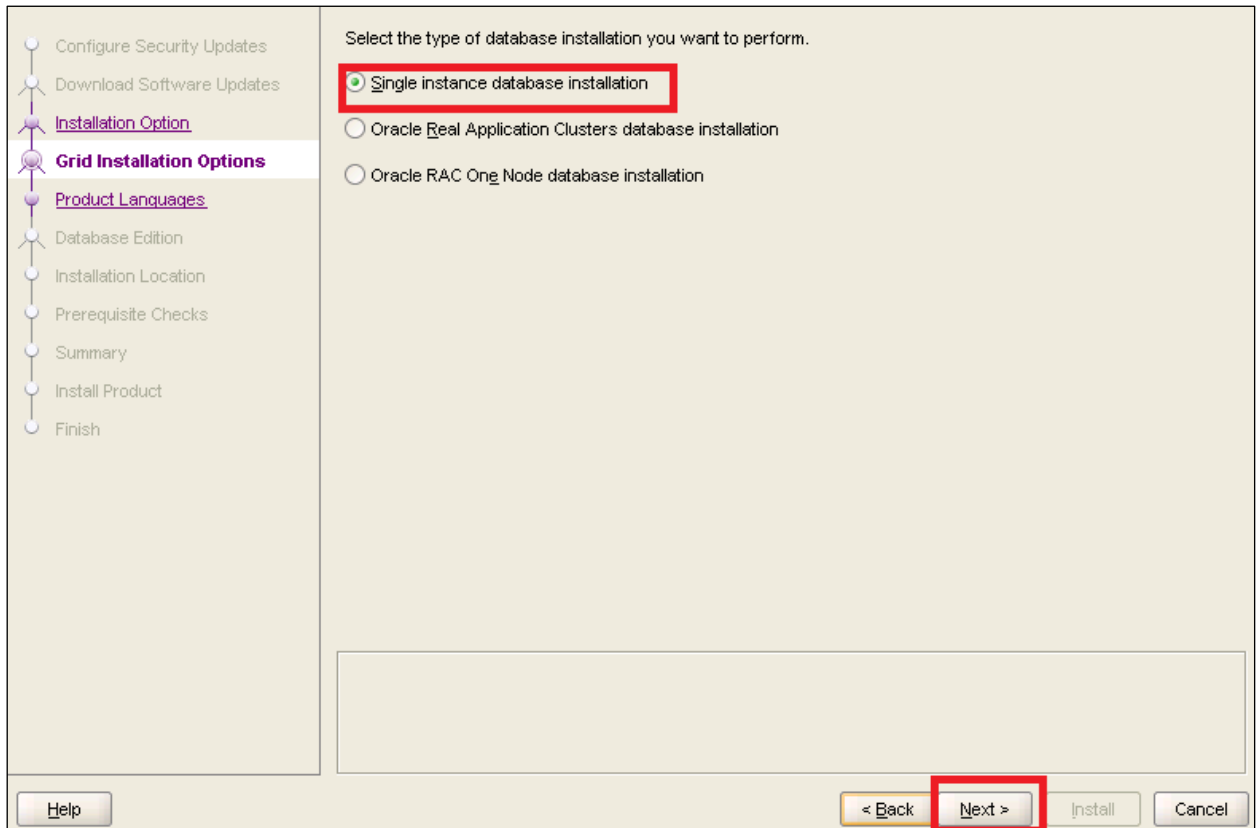 Configure Security Updates
Download Software Updates
Installation Option
Grid Installation Options
Product Languages
Database Edition
Installation Location
Prerequisite Checks
Summary
Install Product
Finish
Select the type of database installation you want to perform.
Single instance database installation
Oracle Real Application Clusters database installation
Oracle RAC One Node database installation
Help
< Back
Next >
Install
Cancel